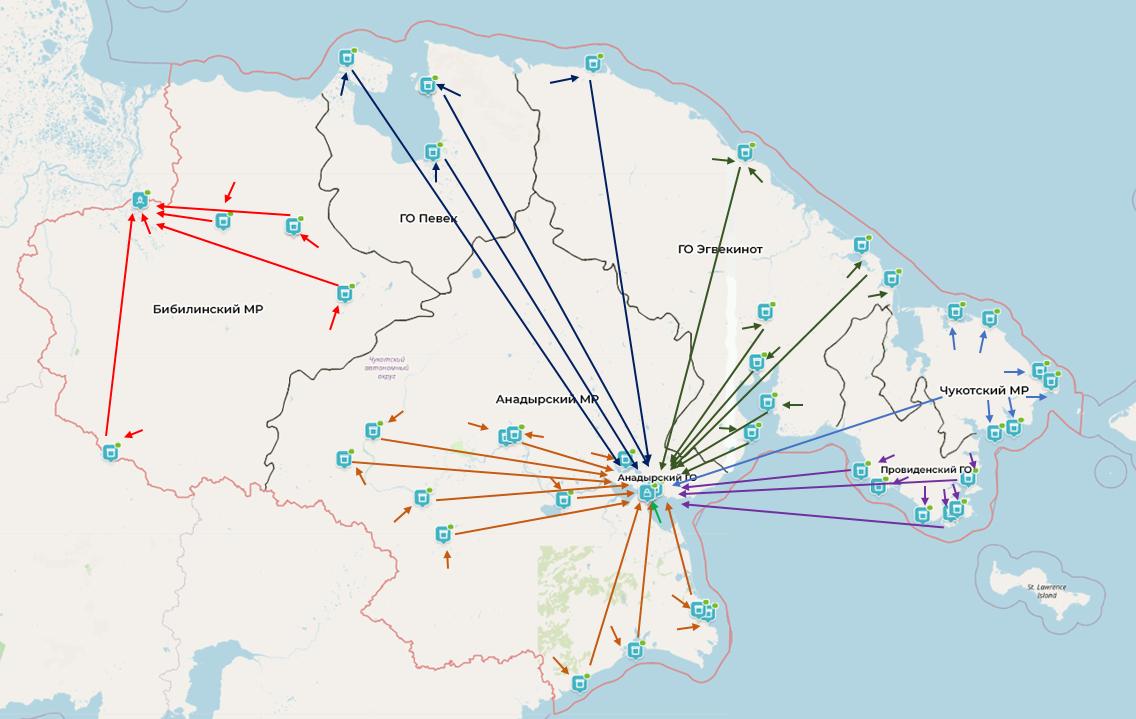 ГО Певек
ГО Эгвекинот
Бибилинский МР
Чукотский
автономный
округ
Анадырский МР
Чукотский МР
Анадырский ГО
Провиденский ГО
St. Lawrence
Island